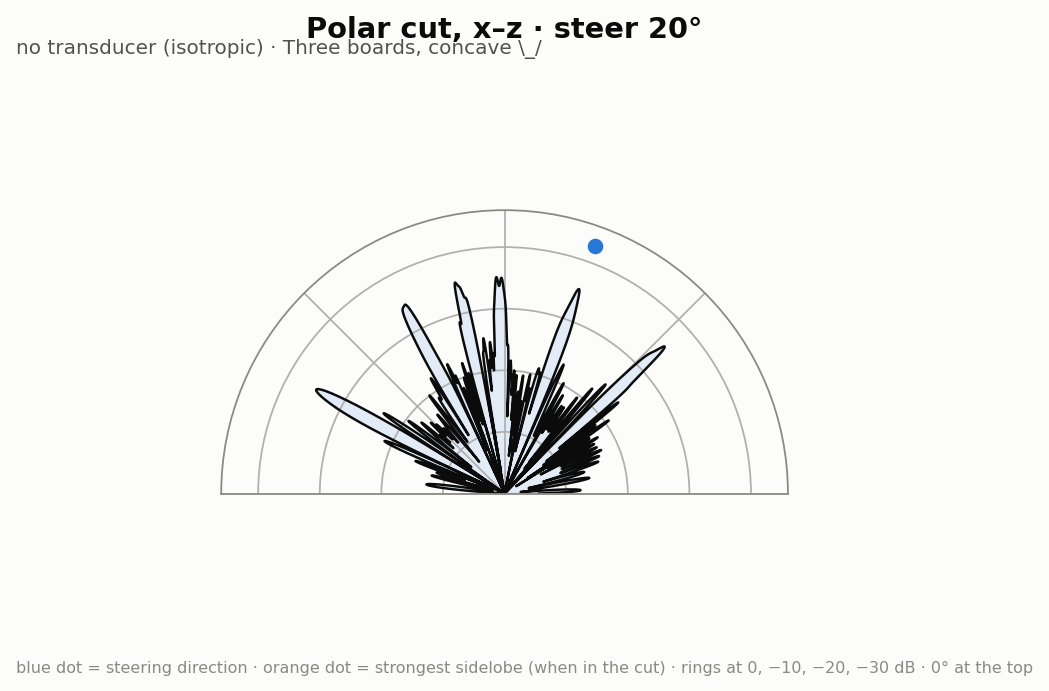 Polar cut, x–z · steer 20°
no transducer (isotropic) · Three boards, concave \_/
blue dot = steering direction · orange dot = strongest sidelobe (when in the cut) · rings at 0, −10, −20, −30 dB · 0° at the top